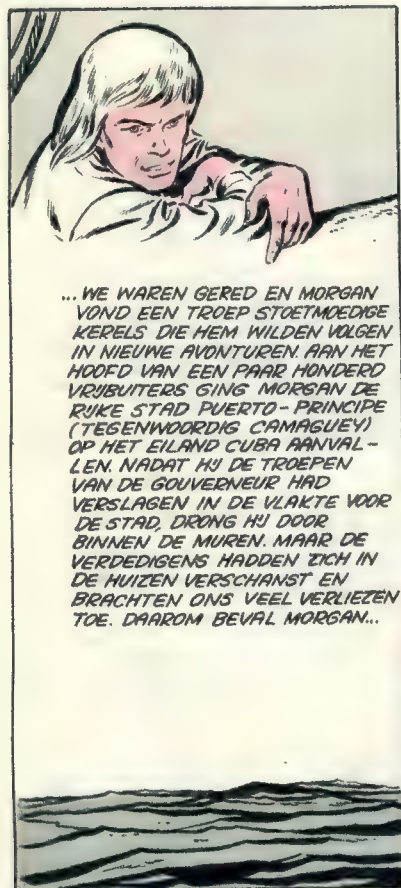 ... WE WAREN GERED EN MORGAN
VOND EEN TROEP STOETMOEDIGE
KERELS DIE HEM WILDEN VOLGEN
IN NIEUWE AVONTUREN. AAN HET
HOOFD VAN EEN PAAR HONDERD
VRIJBUITERS GING MORGAN DE
RIJKE STAD PUERTO-PRINCIPE
(TEGENWOORDIG CAMAGUEY)
OP HET EILAND CUBA AANVAL-
LEN. NADAT HIJ DE TROEPEN
VAN DE GOUVERNEUR HAD
VERSLAGEN IN DE VLAKTE VOOR
DE STAD, DRONG HIJ DOOR
BINNEN DE MUREN. MAAR DE
VERDEDIGENS HADDEN ZICH IN
DE HUIZEN VERSCHANST EN
BRACHTEN ONS VEEL VERLIEZEN
TOE. DAAROM BEVAL MORGAN...